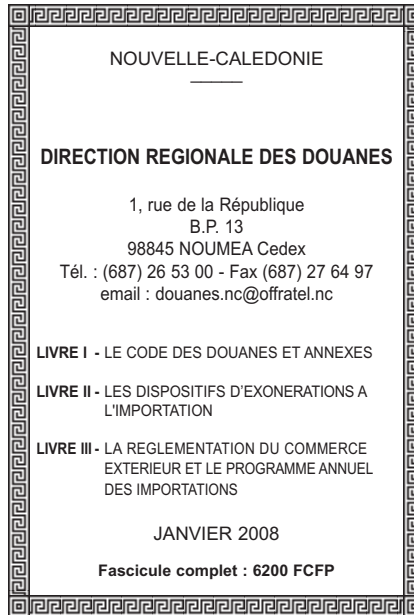 NOUVELLE-CALEDONIE
DIRECTION REGIONALE DES DOUANES
1, rue de la République
B.P. 13
98845 NOUMEA Cedex
Tél. : (687) 26 53 00 - Fax (687) 27 64 97
email : douanes.nc@offratel.nc
LIVRE I - LE CODE DES DOUANES ET ANNEXES
LIVRE II - LES DISPOSITIFS D'EXONERATIONS A
L'IMPORTATION
LIVRE III - LA REGLEMENTATION DU COMMERCE
EXTERIEUR ET LE PROGRAMME ANNUEL
DES IMPORTATIONS
JANVIER 2008
Fascicule complet : 6200 FCFP